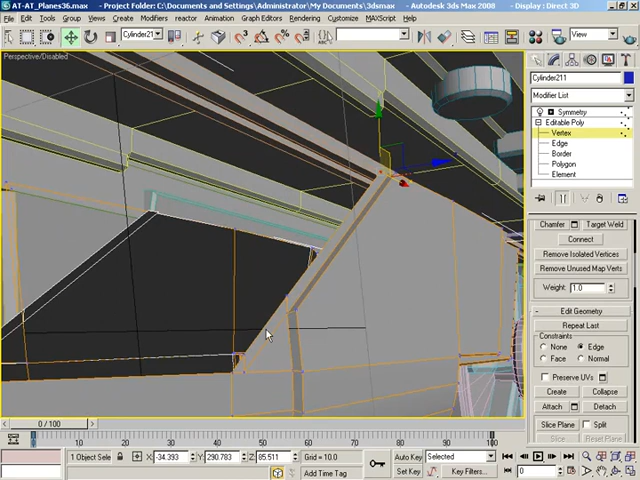 AT-AT_Planes36.max - Project Folder: C:\Documents and Settings\Administrator\My Documents\3dsmax - Autodesk 3ds Max 2008 - Display : Direct 3D
File Edit Tools Group Views Create Modifiers reactor Animation Graph Editors Rendering Customize MAXScript Help
Cylinder21
View
Perspective/Disabled
Cylinder211
Modifier List
Symmetry
Editable Poly
Vertex
Edge
Border
Polygon
Element
Chamfer
Target Weld
Connect
Remove Isolated Vertices
Remove Unused Map Verts
Weight: 1.0
Edit Geometry
Repeat Last
Constraints
None Edge
Face Normal
Preserve UVs
Create Collapse
Attach Detach
Slice Plane Split
Slice Reset Plane
0 / 100
0 10 20 30 40 50 60 70 80 90 100
1 Object Sele X: -34.393 Y: 290.783 Z: 85.511 Grid = 10.0
Add Time Tag
Auto Key Selected
Set Key Key Filters...
0